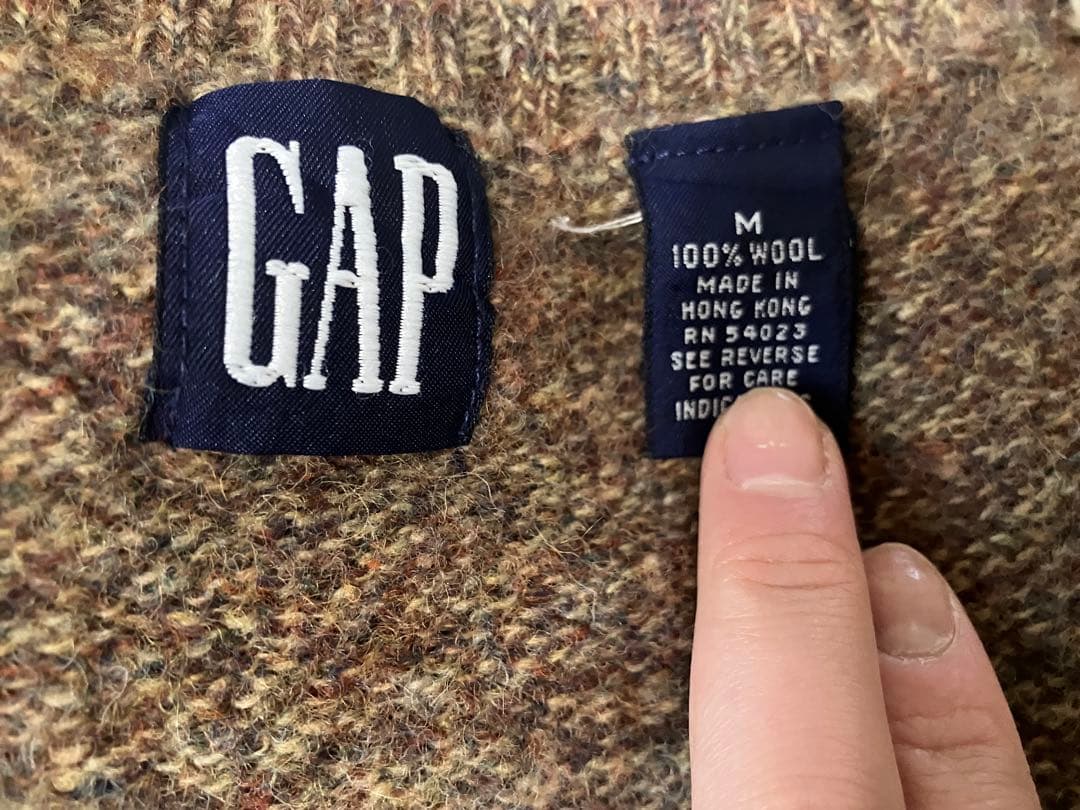 GAP
M
100% WOOL
MADE IN
HONG KONG
RN 54023
SEE REVERSE
FOR CARE